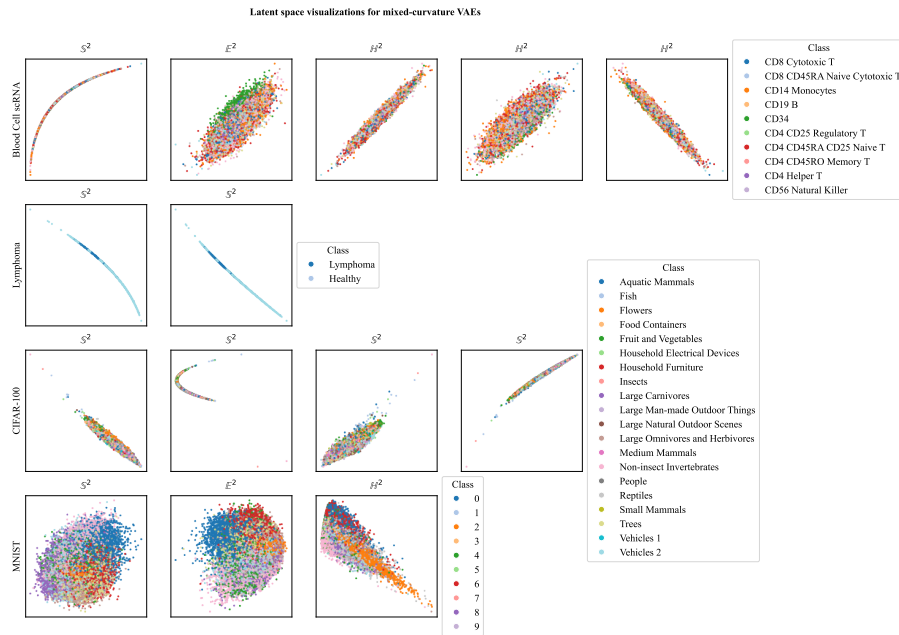 Latent space visualizations for mixed-curvature VAEs
𝕊² 𝔼² ℍ² ℍ² ℍ²
Blood Cell scRNA
Class
CD8 Cytotoxic T
CD8 CD45RA Naive Cytotoxic T
CD14 Monocytes
CD19 B
CD34
CD4 CD25 Regulatory T
CD4 CD45RA CD25 Naive T
CD4 CD45RO Memory T
CD4 Helper T
CD56 Natural Killer
𝕊² 𝕊²
Lymphoma
Class
Lymphoma
Healthy
𝕊² 𝕊² 𝕊² 𝕊²
CIFAR-100
Class
Aquatic Mammals
Fish
Flowers
Food Containers
Fruit and Vegetables
Household Electrical Devices
Household Furniture
Insects
Large Carnivores
Large Man-made Outdoor Things
Large Natural Outdoor Scenes
Large Omnivores and Herbivores
Medium Mammals
Non-insect Invertebrates
People
Reptiles
Small Mammals
Trees
Vehicles 1
Vehicles 2
𝕊² 𝔼² ℍ²
MNIST
Class
0
1
2
3
4
5
6
7
8
9